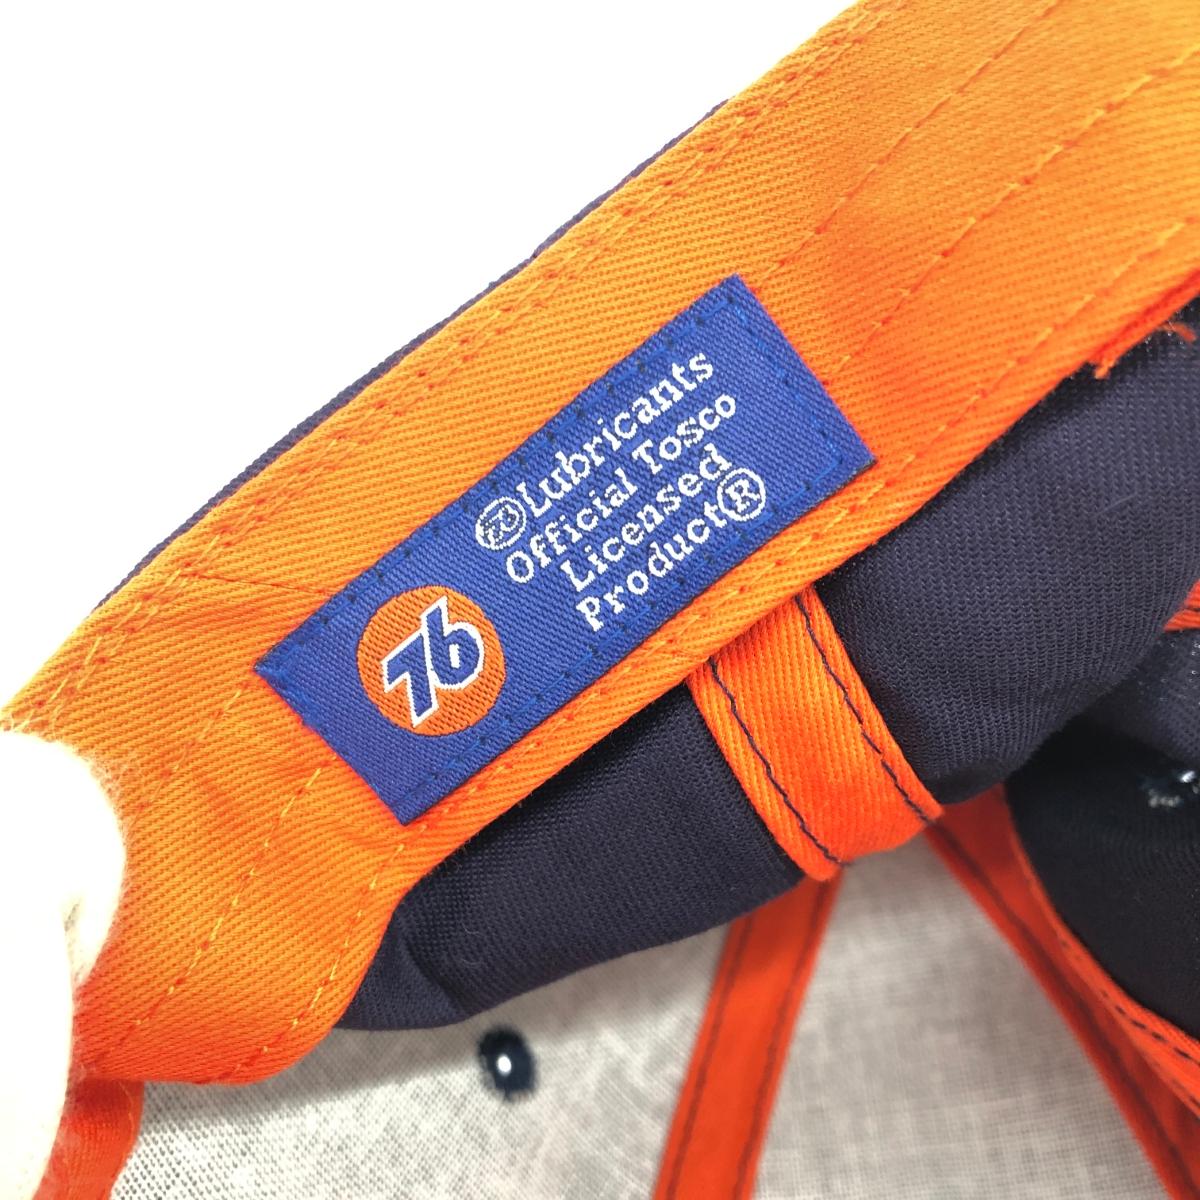 76
76 Lubricants
Official Tosco
Licensed
Product®